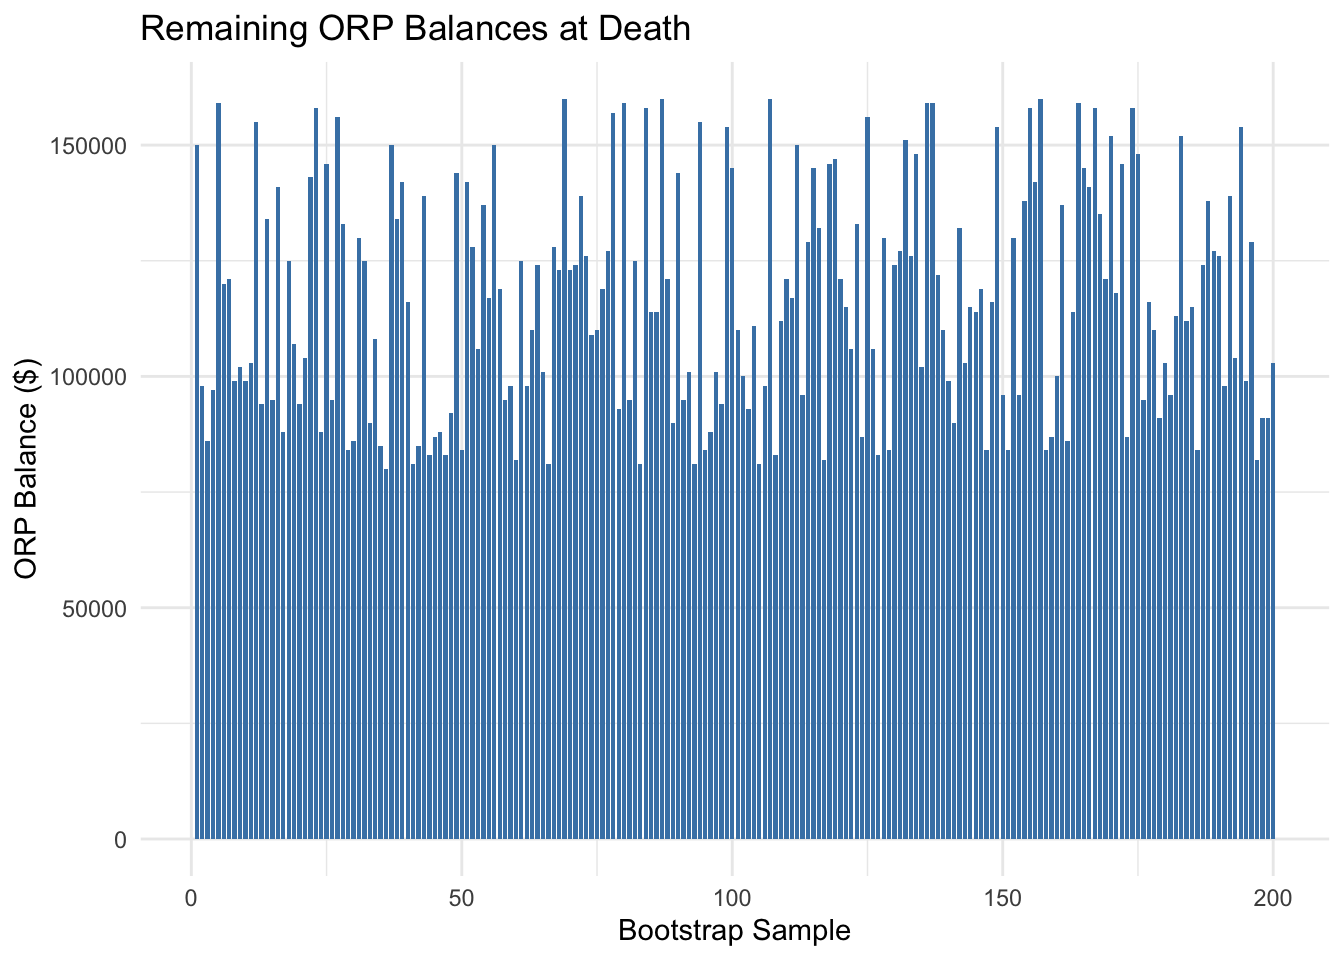 Remaining ORP Balances at Death
ORP Balance ($)
150000
100000
50000
0
0 50 100 150 200
Bootstrap Sample